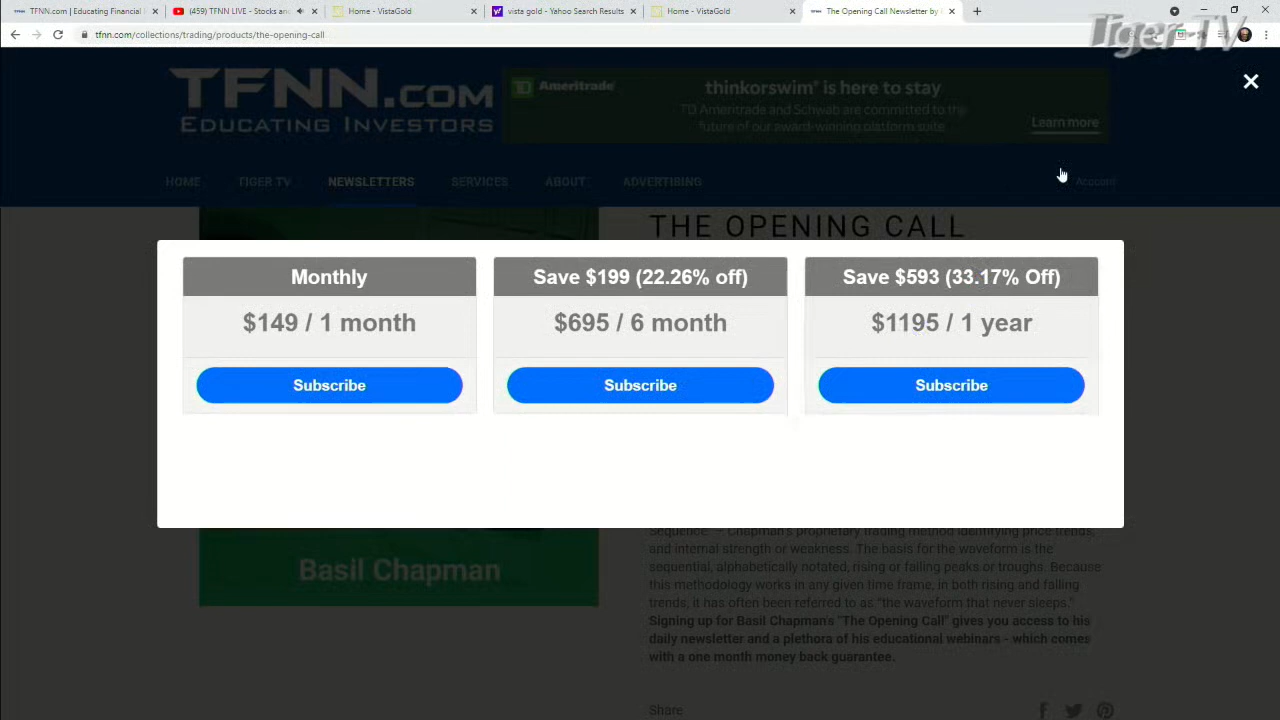 TFNN.com | Educating Financial I
(459) TFNN LIVE - Stocks and
Home - VistaGold
vista gold - Yahoo Search Results
Home - VistaGold
The Opening Call Newsletter by
tfnn.com/collections/trading/products/the-opening-call
Tiger-TV
TFNN.COM
EDUCATING INVESTORS
TD Ameritrade
thinkorswim® is here to stay
TD Ameritrade and Schwab are committed to the
future of our award-winning platform suite.
Learn more
HOME
TIGER TV
NEWSLETTERS
SERVICES
ABOUT
ADVERTISING
Account
THE OPENING CALL
Monthly
$149 / 1 month
Subscribe
Save $199 (22.26% off)
$695 / 6 month
Subscribe
Save $593 (33.17% Off)
$1195 / 1 year
Subscribe
Basil Chapman
Sequence. - Chapman's proprietary trading method identifying price trends,
and internal strength or weakness. The basis for the waveform is the
sequential, alphabetically notated, rising or falling peaks or troughs. Because
this methodology works in any given time frame, in both rising and falling
trends, it has often been referred to as "the waveform that never sleeps."
Signing up for Basil Chapman's "The Opening Call" gives you access to his
daily newsletter and a plethora of his educational webinars - which comes
with a one month money back guarantee.
Share